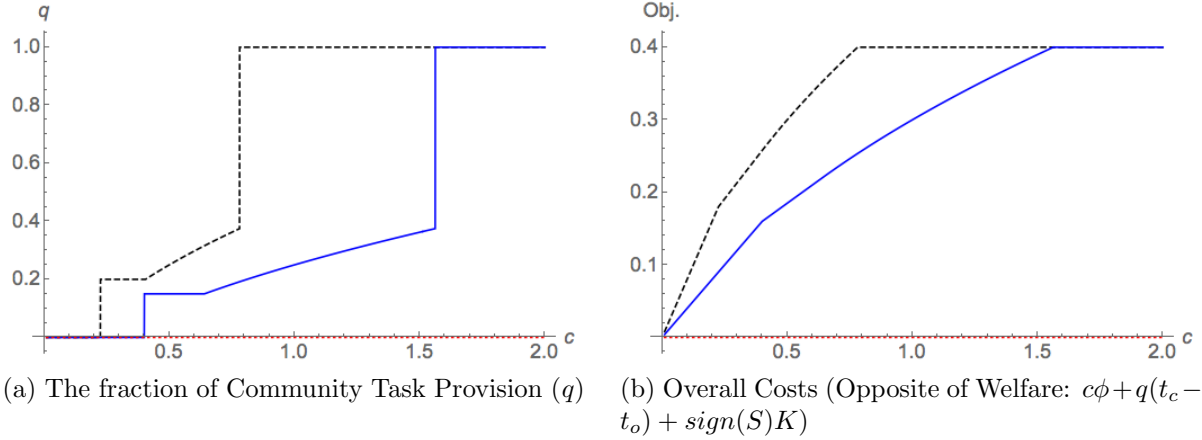 q
Obj.
1.0
0.8
0.6
0.4
0.2
0.5
1.0
1.5
2.0
c
0.4
0.3
0.2
0.1
0.5
1.0
1.5
2.0
c
(a) The fraction of Community Task Provision (q)
(b) Overall Costs (Opposite of Welfare: cϕ+q(t_c −
t_o) + sign(S)K)